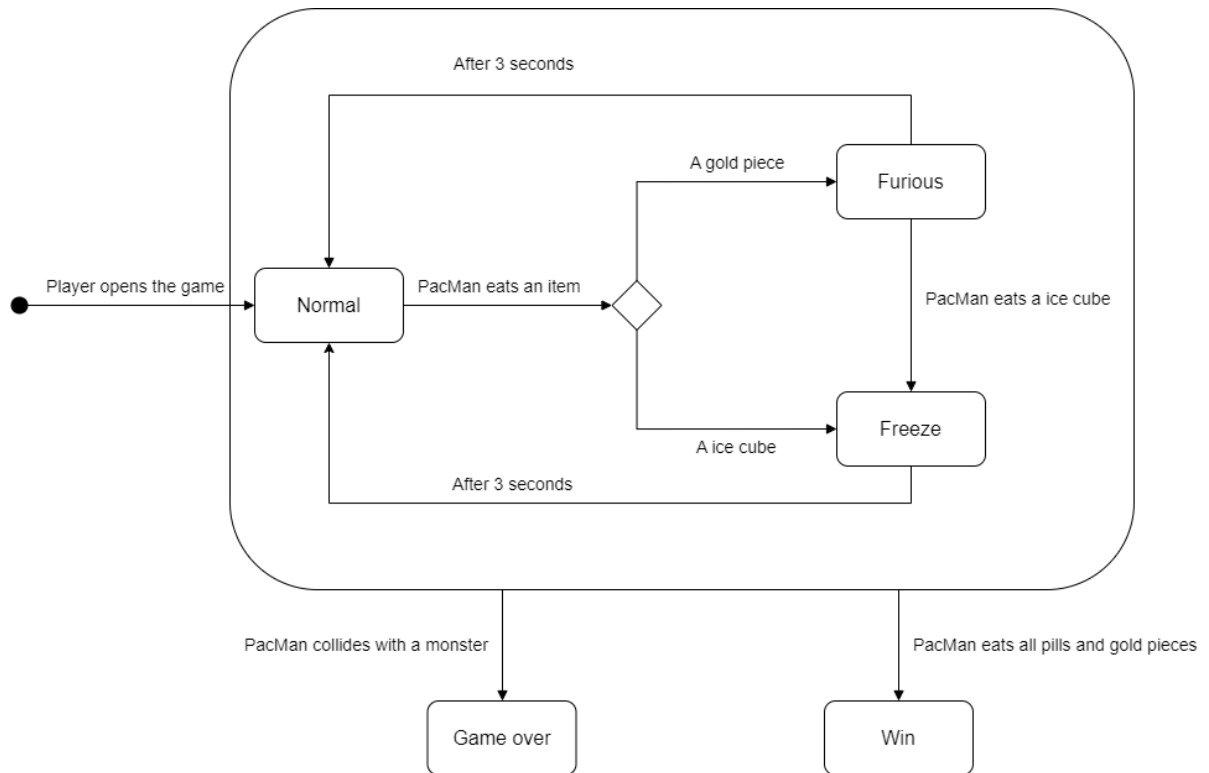 After 3 seconds
A gold piece
Furious
Player opens the game
Normal
PacMan eats an item
PacMan eats a ice cube
Freeze
A ice cube
After 3 seconds
PacMan collides with a monster
PacMan eats all pills and gold pieces
Game over
Win